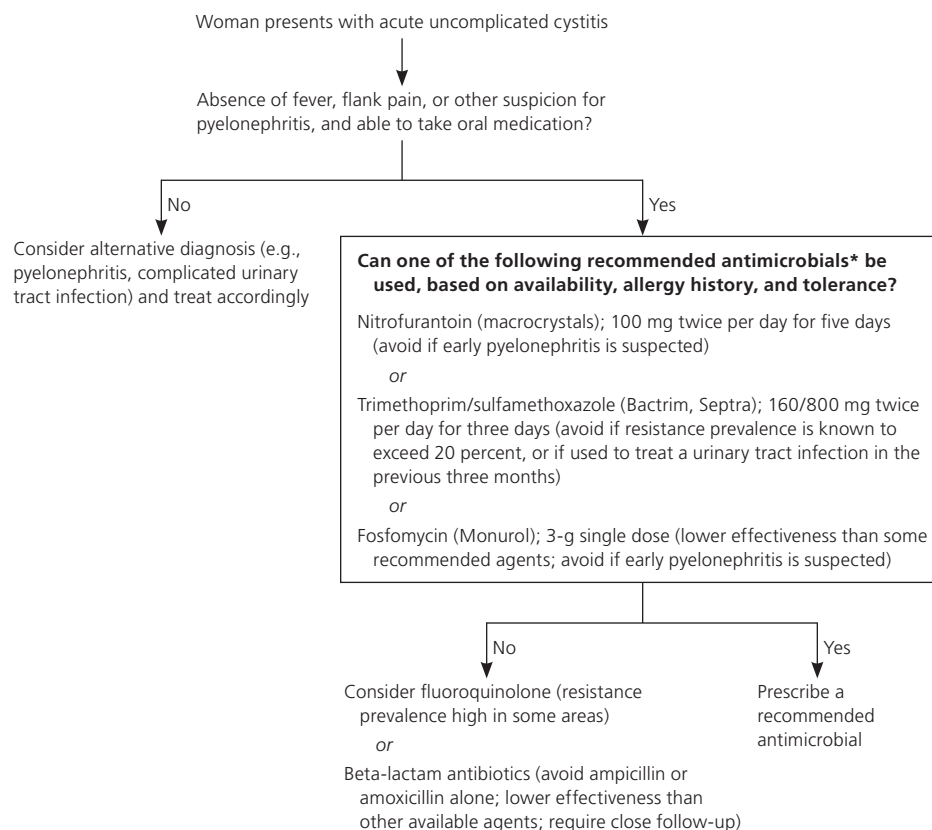 Woman presents with acute uncomplicated cystitis
Absence of fever, flank pain, or other suspicion for
pyelonephritis, and able to take oral medication?
No
Yes
Consider alternative diagnosis (e.g.,
pyelonephritis, complicated urinary
tract infection) and treat accordingly
Can one of the following recommended antimicrobials* be
used, based on availability, allergy history, and tolerance?
Nitrofurantoin (macrocrystals); 100 mg twice per day for five days
(avoid if early pyelonephritis is suspected)
or
Trimethoprim/sulfamethoxazole (Bactrim, Septra); 160/800 mg twice
per day for three days (avoid if resistance prevalence is known to
exceed 20 percent, or if used to treat a urinary tract infection in the
previous three months)
or
Fosfomycin (Monurol); 3-g single dose (lower effectiveness than some
recommended agents; avoid if early pyelonephritis is suspected)
No
Yes
Consider fluoroquinolone (resistance
prevalence high in some areas)
or
Beta-lactam antibiotics (avoid ampicillin or
amoxicillin alone; lower effectiveness than
other available agents; require close follow-up)
Prescribe a
recommended
antimicrobial